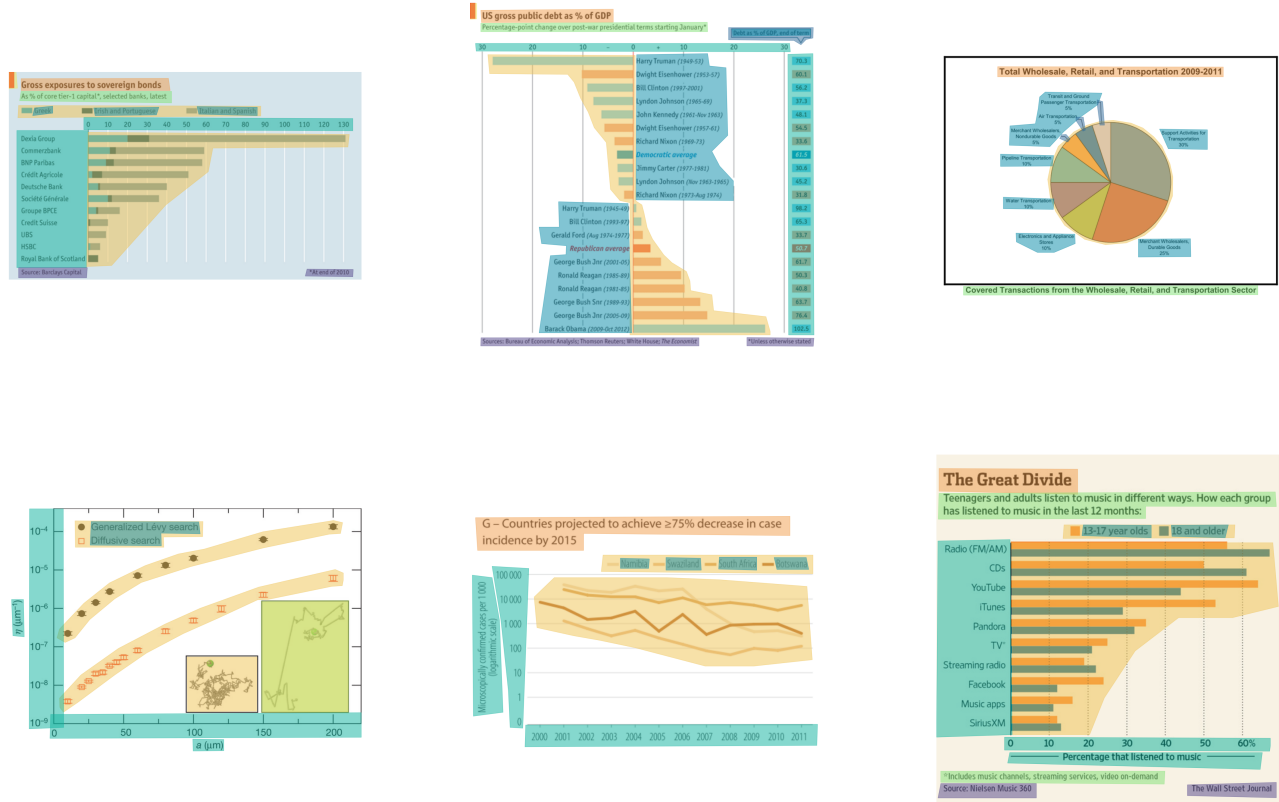 Gross exposures to sovereign bonds
As % of core tier-1 capital*, selected banks, latest
Greek Irish and Portuguese Italian and Spanish
0 10 20 30 40 50 60 70 80 90 100 110 120 130
Dexia Group
Commerzbank
BNP Paribas
Crédit Agricole
Deutsche Bank
Société Générale
Groupe BPCE
Credit Suisse
UBS
HSBC
Royal Bank of Scotland
Source: Barclays Capital *At end of 2010
US gross public debt as % of GDP
Percentage-point change over post-war presidential terms starting January*
Debt as % of GDP, end of term
30 20 10 - 0 + 10 20 30
Harry Truman (1949-53) 70.3
Dwight Eisenhower (1953-57) 60.1
Bill Clinton (1997-2001) 56.2
Lyndon Johnson (1965-69) 37.3
John Kennedy (1961-Nov 1963) 48.1
Dwight Eisenhower (1957-61) 54.5
Richard Nixon (1969-73) 33.6
Democratic average 61.5
Jimmy Carter (1977-1981) 30.6
Lyndon Johnson (Nov 1963-1965) 45.2
Richard Nixon (1973-Aug 1974) 31.8
Harry Truman (1945-49) 98.2
Bill Clinton (1993-97) 65.3
Gerald Ford (Aug 1974-1977) 33.7
Republican average 50.7
George Bush Jnr (2001-05) 61.7
Ronald Reagan (1985-89) 50.3
Ronald Reagan (1981-85) 40.8
George Bush Snr (1989-93) 63.7
George Bush Jnr (2005-09) 76.4
Barack Obama (2009-Oct 2012) 102.5
Sources: Bureau of Economic Analysis; Thomson Reuters; White House; The Economist *Unless otherwise stated
Total Wholesale, Retail, and Transportation 2009-2011
Transit and Ground
Passenger Transportation
5%
Air Transportation
5%
Merchant Wholesalers,
Nondurable Goods
5%
Pipeline Transportation
10%
Water Transportation
10%
Electronics and Appliance
Stores
10%
Support Activities for
Transportation
30%
Merchant Wholesalers,
Durable Goods
25%
Covered Transactions from the Wholesale, Retail, and Transportation Sector
Generalized Lévy search
Diffusive search
η (μm⁻¹)
10⁻⁴
10⁻⁵
10⁻⁶
10⁻⁷
10⁻⁸
10⁻⁹
0 50 100 150 200
a (μm)
G – Countries projected to achieve ≥75% decrease in case
incidence by 2015
Namibia Swaziland South Africa Botswana
Microscopically confirmed cases per 1 000
(logarithmic scale)
100 000
10 000
1 000
100
10
1
0
2000 2001 2002 2003 2004 2005 2006 2007 2008 2009 2010 2011
The Great Divide
Teenagers and adults listen to music in different ways. How each group
has listened to music in the last 12 months:
13-17 year olds 18 and older
Radio (FM/AM)
CDs
YouTube
iTunes
Pandora
TV*
Streaming radio
Facebook
Music apps
SiriusXM
0 10 20 30 40 50 60%
Percentage that listened to music
*Includes music channels, streaming services, video on-demand
Source: Nielsen Music 360 The Wall Street Journal